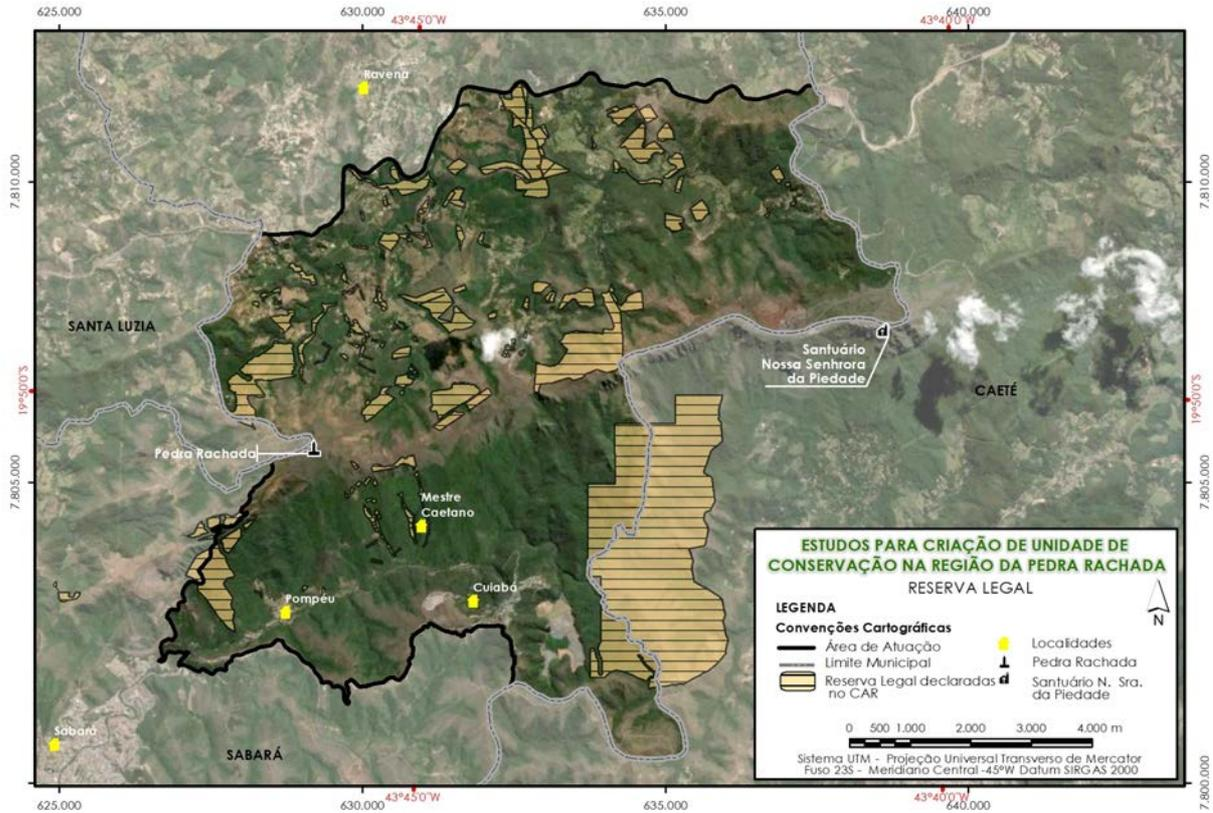 625.000
630.000
43°45'0"W
635.000
43°40'0"W
640.000
7.810.000
7.810.000
19°50'0"S
19°50'0"S
7.805.000
7.805.000
7.800.000
Ravena
SANTA LUZIA
Santuário
Nossa Senhrora
da Piedade
CAETÉ
Pedra Rachada
Mestre
Caetano
Pompéu
Cuiabá
Sabará
SABARÁ
ESTUDOS PARA CRIAÇÃO DE UNIDADE DE
CONSERVAÇÃO NA REGIÃO DA PEDRA RACHADA
RESERVA LEGAL
LEGENDA
Convenções Cartográficas
Área de Atuação
Limite Municipal
Reserva Legal declaradas
no CAR
Localidades
Pedra Rachada
Santuário N. Sra.
da Piedade
N
0 500 1.000 2.000 3.000 4.000 m
Sistema UTM - Projeção Universal Transverso de Mercator
Fuso 23S - Meridiano Central -45°W Datum SIRGAS 2000
625.000
630.000
43°45'0"W
635.000
43°40'0"W
640.000